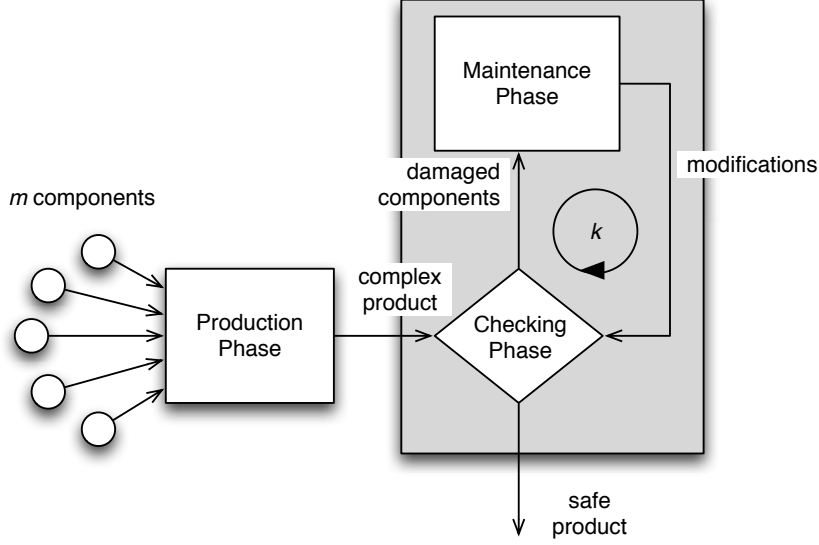 Maintenance
Phase
damaged
components
modifications
m components
k
complex
product
Production
Phase
Checking
Phase
safe
product